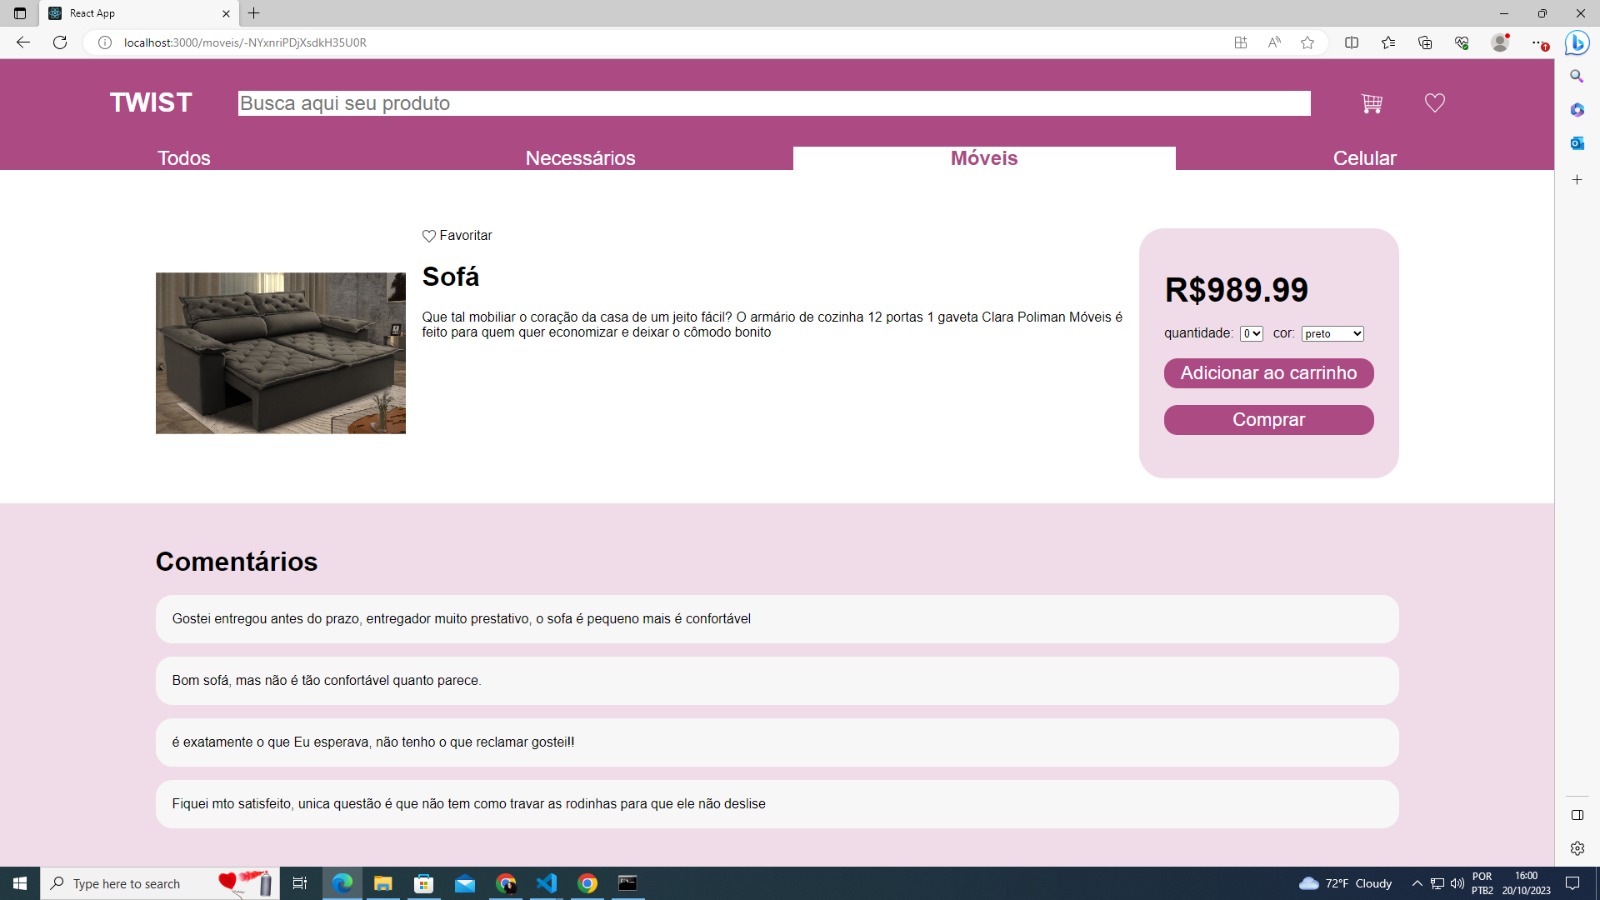 React App
localhost:3000/moveis/-NYxnriPDjXsdkH35U0R
TWIST
Busca aqui seu produto
Todos
Necessários
Móveis
Celular
Favoritar
Sofá
Que tal mobiliar o coração da casa de um jeito fácil? O armário de cozinha 12 portas 1 gaveta Clara Poliman Móveis é
feito para quem quer economizar e deixar o cômodo bonito
R$989.99
quantidade: 0 cor: preto
Adicionar ao carrinho
Comprar
Comentários
Gostei entregou antes do prazo, entregador muito prestativo, o sofa é pequeno mais é confortável
Bom sofá, mas não é tão confortável quanto parece.
é exatamente o que Eu esperava, não tenho o que reclamar gostei!!
Fiquei mto satisfeito, unica questão é que não tem como travar as rodinhas para que ele não deslise
Type here to search
72°F Cloudy
POR
PTB2
16:00
20/10/2023